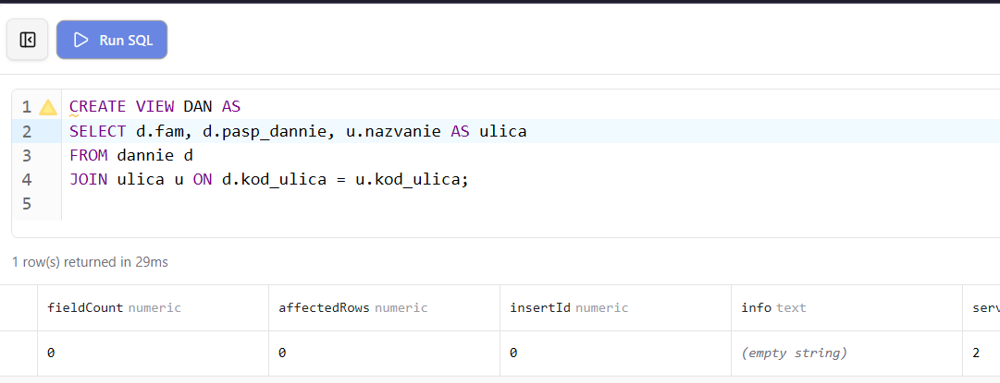 Run SQL
1 CREATE VIEW DAN AS
2 SELECT d.fam, d.pasp_dannie, u.nazvanie AS ulica
3 FROM dannie d
4 JOIN ulica u ON d.kod_ulica = u.kod_ulica;
5
1 row(s) returned in 29ms
fieldCount numeric affectedRows numeric insertId numeric info text serv
0 0 0 (empty string) 2